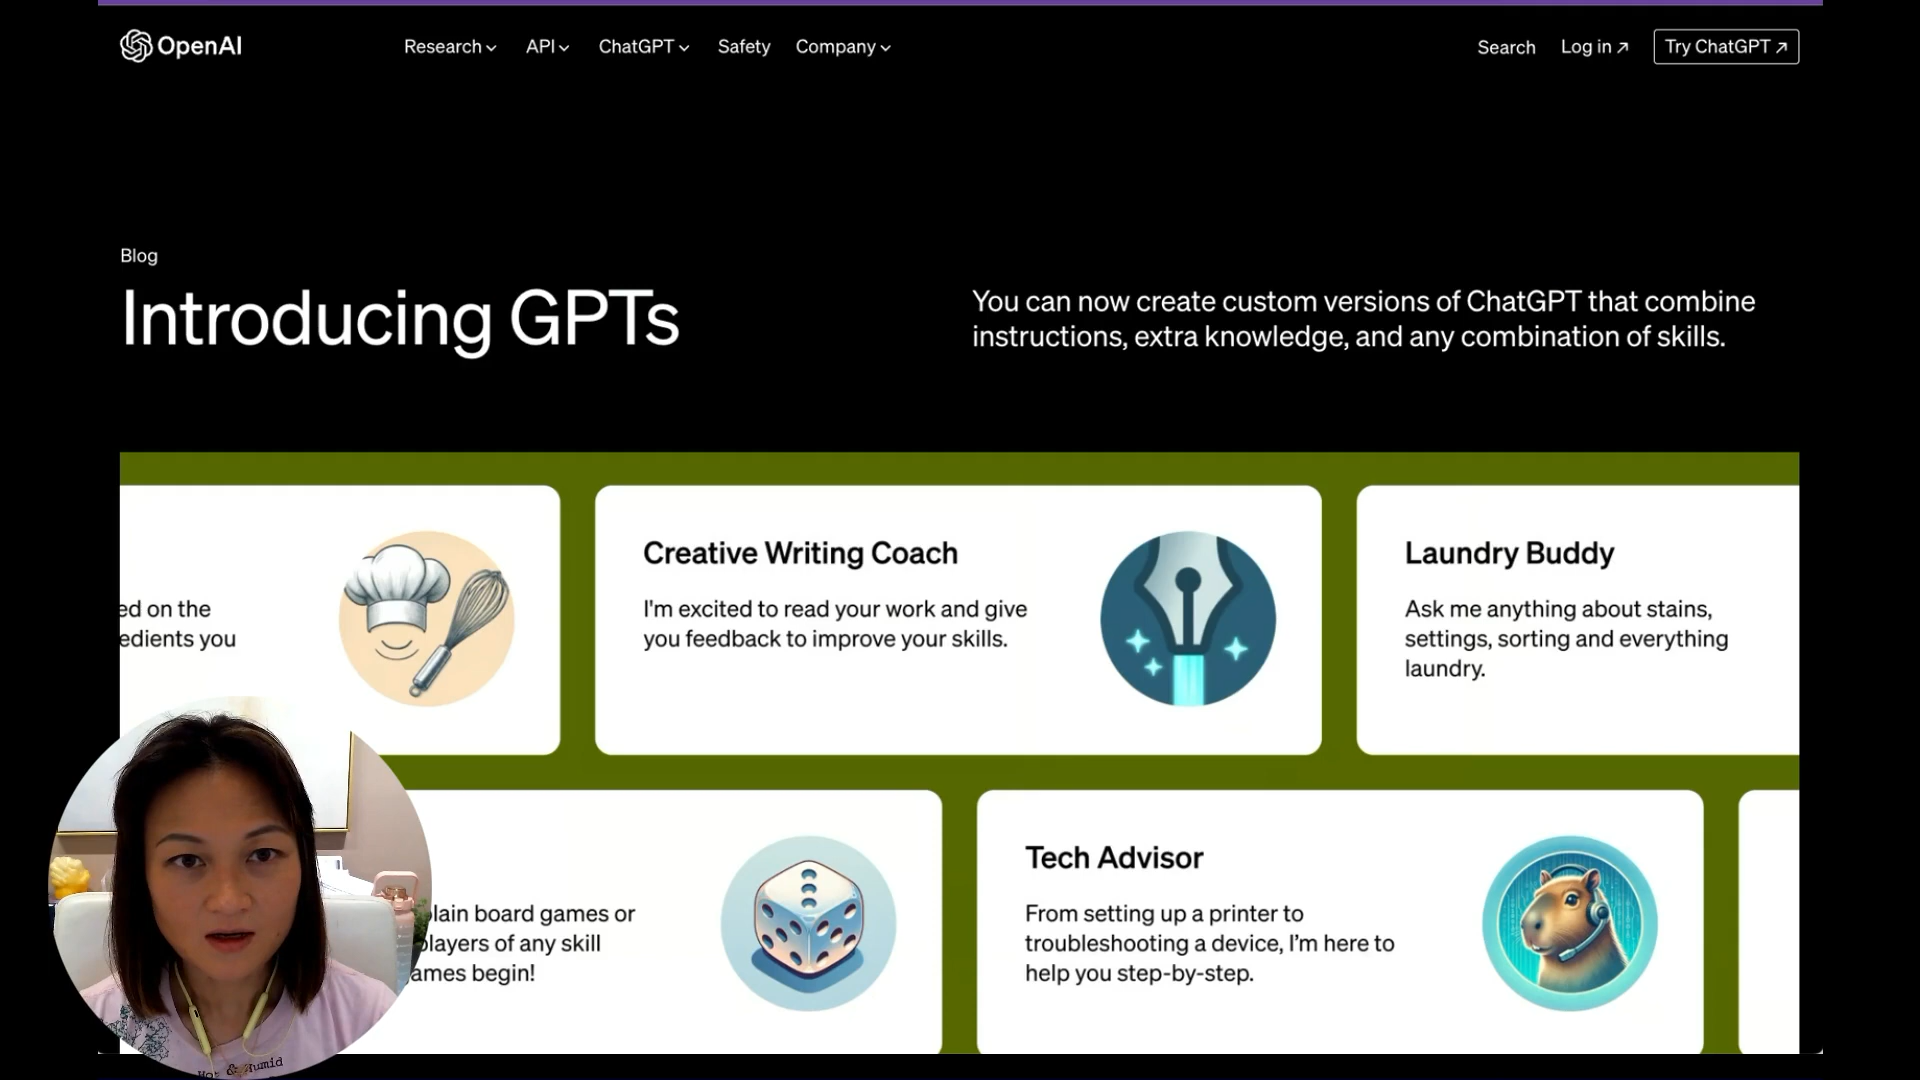 OpenAI
Research
API
ChatGPT
Safety
Company
Search
Log in ↗
Try ChatGPT ↗
Blog
Introducing GPTs
You can now create custom versions of ChatGPT that combine
instructions, extra knowledge, and any combination of skills.
ed on the
edients you
Creative Writing Coach
I'm excited to read your work and give
you feedback to improve your skills.
Laundry Buddy
Ask me anything about stains,
settings, sorting and everything
laundry.
lain board games or
players of any skill
ames begin!
Tech Advisor
From setting up a printer to
troubleshooting a device, I’m here to
help you step-by-step.
Hot & Humid